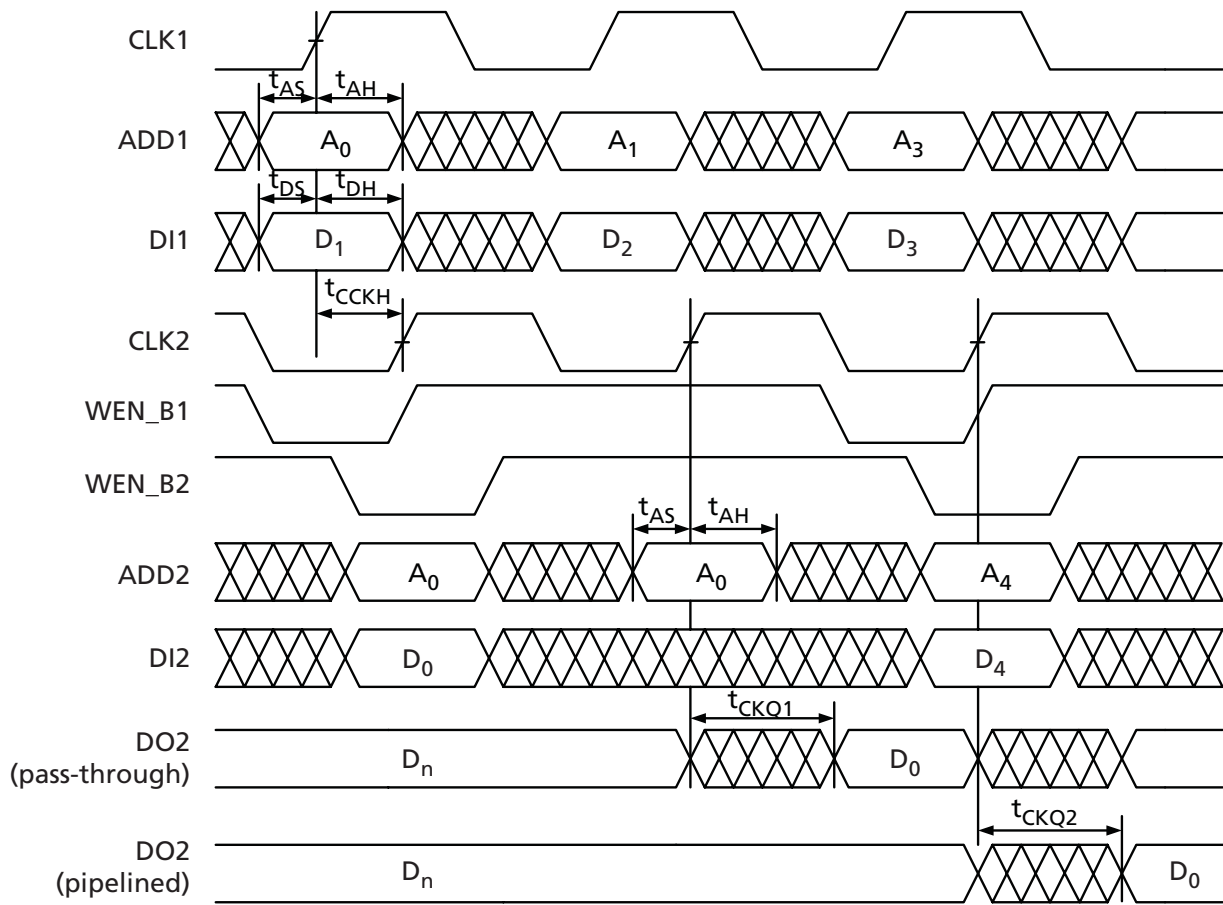 CLK1
tAS tAH
ADD1 A0 A1 A3
tDS tDH
DI1 D1 D2 D3
tCCKH
CLK2
WEN_B1
WEN_B2
tAS tAH
ADD2 A0 A0 A4
DI2 D0 D4
tCKQ1
DO2
(pass-through)
Dn D0
tCKQ2
DO2
(pipelined)
Dn D0